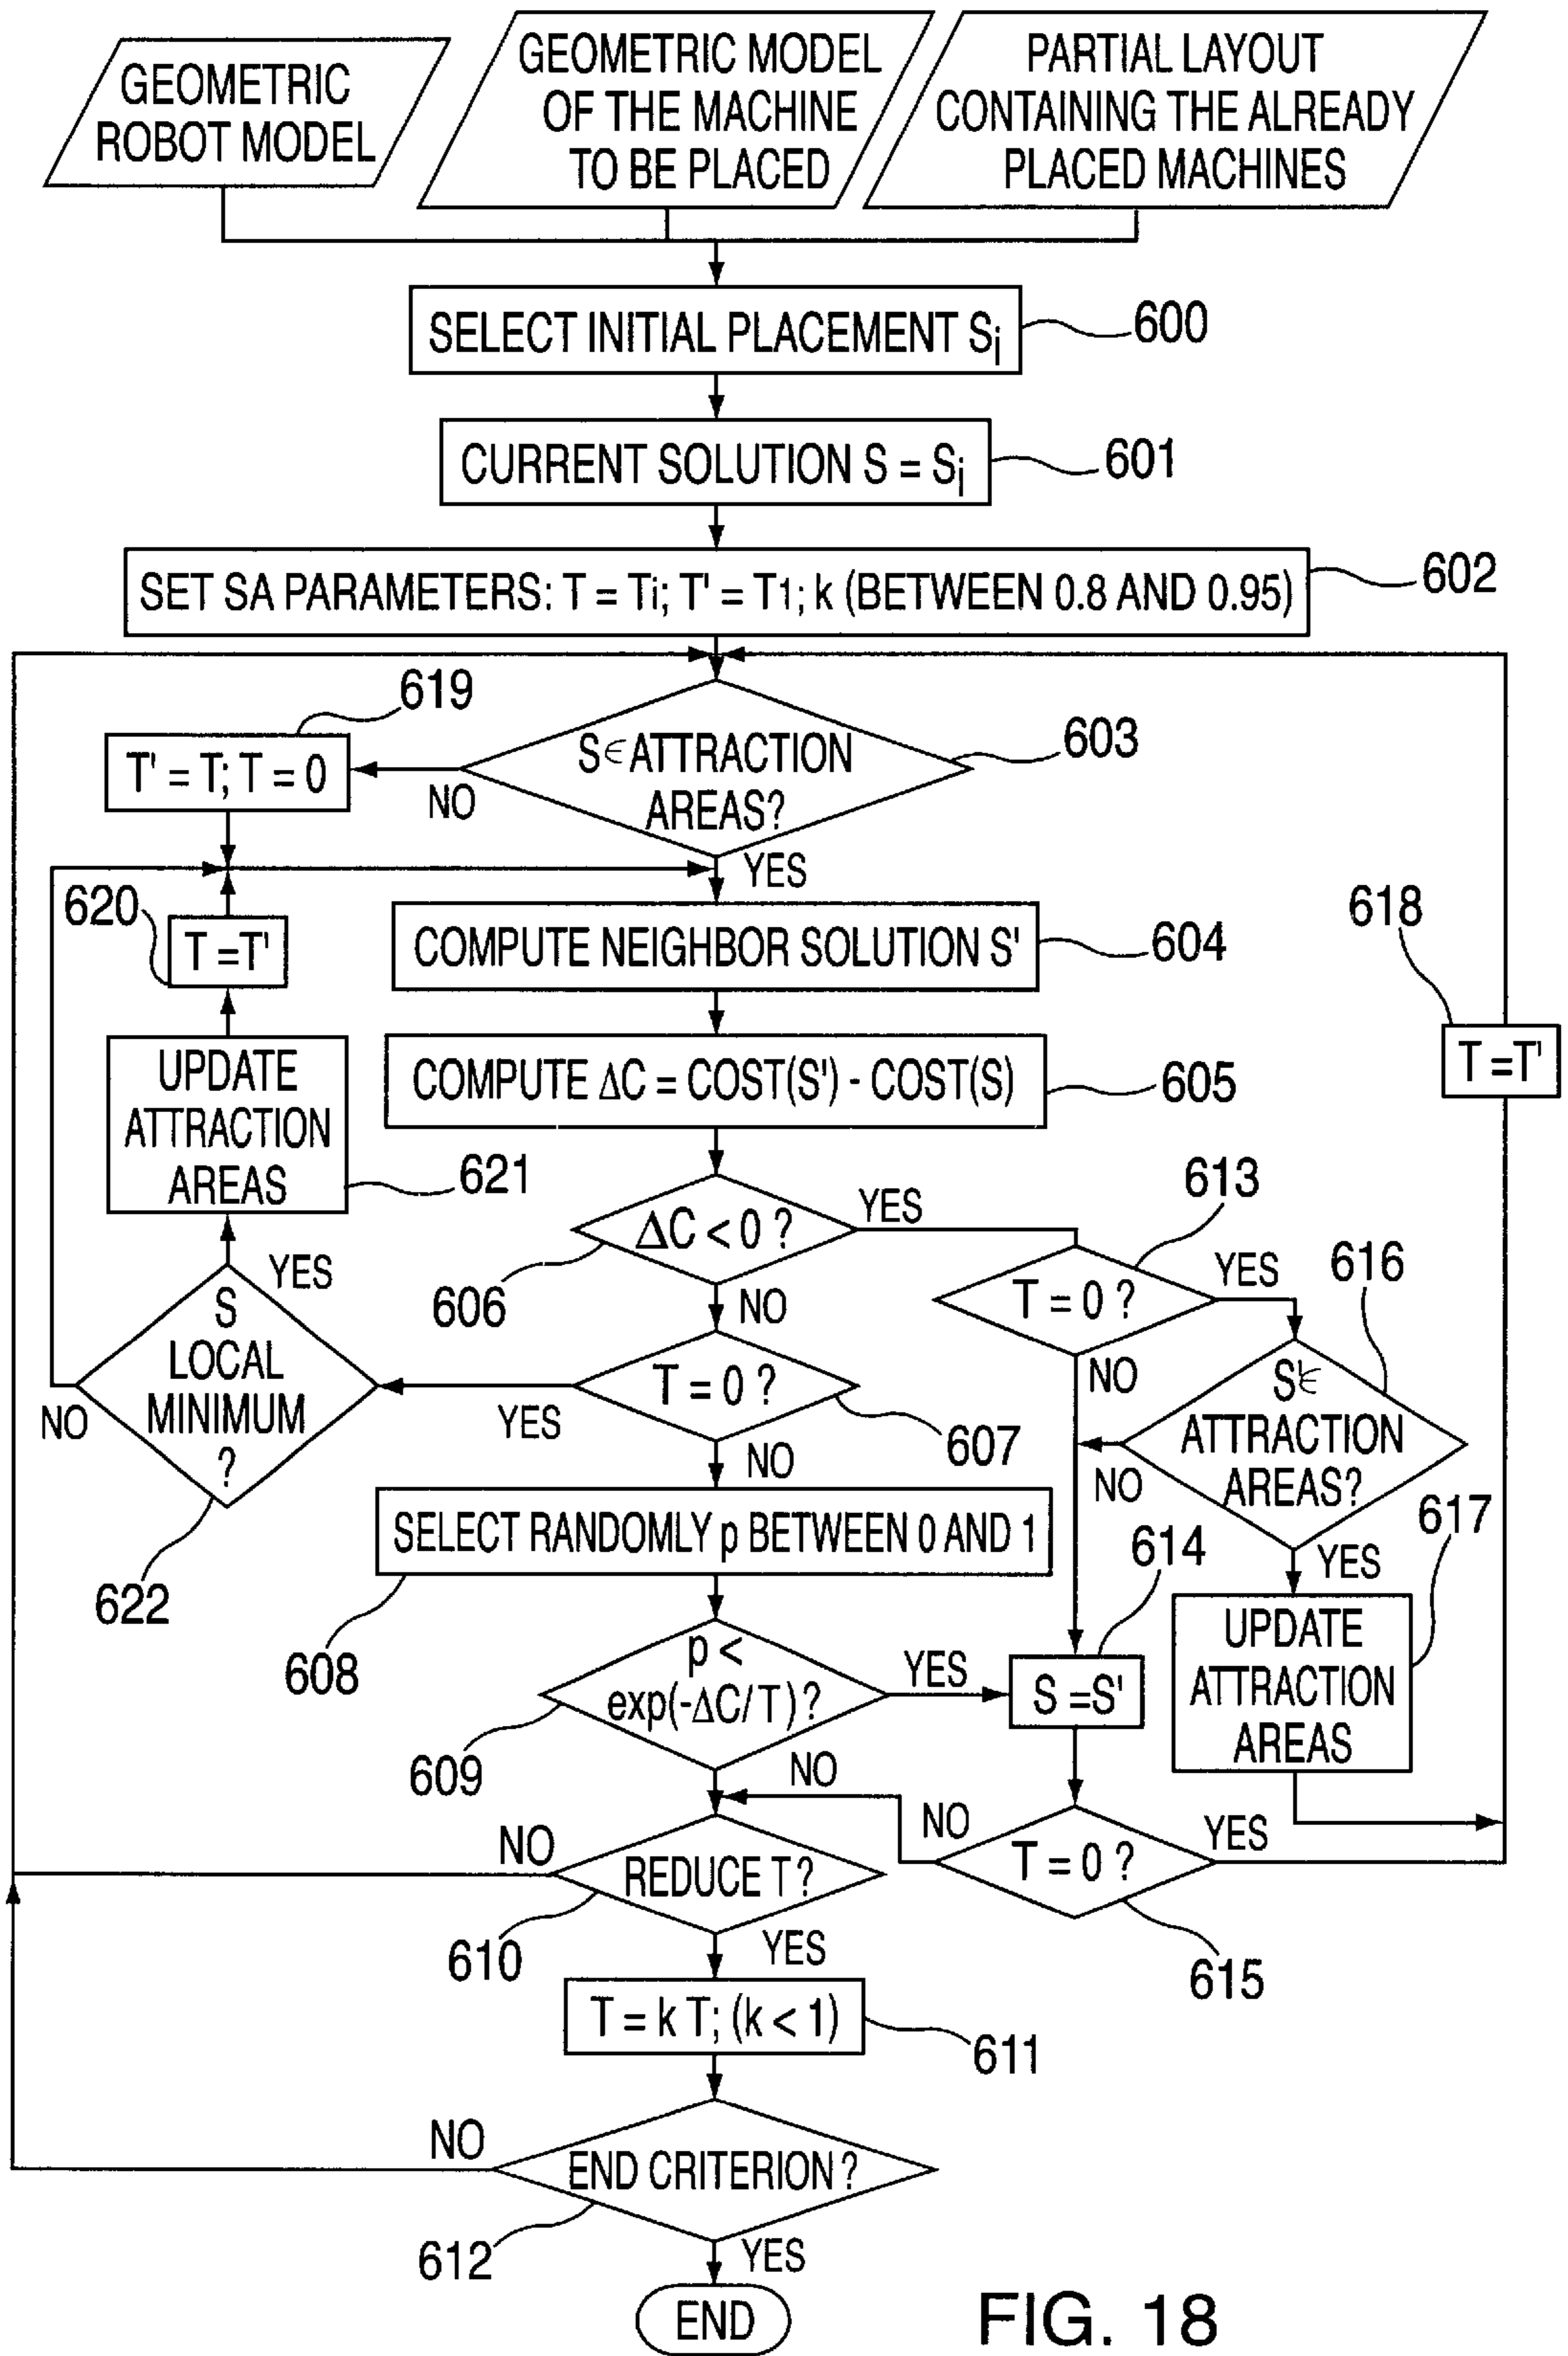 GEOMETRIC
ROBOT MODEL
GEOMETRIC MODEL
OF THE MACHINE
TO BE PLACED
PARTIAL LAYOUT
CONTAINING THE ALREADY
PLACED MACHINES
SELECT INITIAL PLACEMENT Si
600
CURRENT SOLUTION S = Si
601
SET SA PARAMETERS: T = Ti; T' = T1; k (BETWEEN 0.8 AND 0.95)
602
619
T' = T; T = 0
NO
S∈ATTRACTION
AREAS?
603
YES
620
T =T'
COMPUTE NEIGHBOR SOLUTION S'
604
618
T =T'
UPDATE
ATTRACTION
AREAS
621
COMPUTE ΔC = COST(S') - COST(S)
605
ΔC < 0 ?
YES
606
NO
613
T = 0 ?
YES
NO
616
S'∈
ATTRACTION
AREAS?
NO
YES
YES
S
LOCAL
MINIMUM
?
NO
622
T = 0 ?
YES
607
NO
SELECT RANDOMLY p BETWEEN 0 AND 1
608
614
617
UPDATE
ATTRACTION
AREAS
p <
exp(-ΔC/T)?
YES
609
NO
S =S'
T = 0 ?
NO
YES
615
NO
REDUCE T?
610
YES
T = k T; (k < 1)
611
NO
END CRITERION ?
612
YES
END
FIG. 18